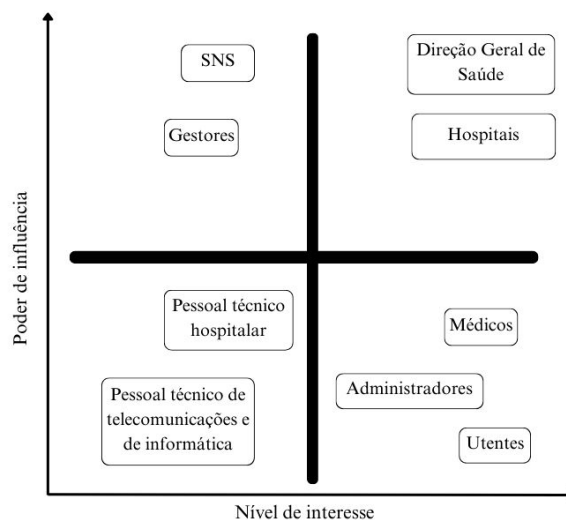 SNS
Direção Geral de
Saúde
Gestores
Hospitais
Poder de influência
Pessoal técnico
hospitalar
Médicos
Pessoal técnico de
telecomunicações e
de informática
Administradores
Utentes
Nível de interesse